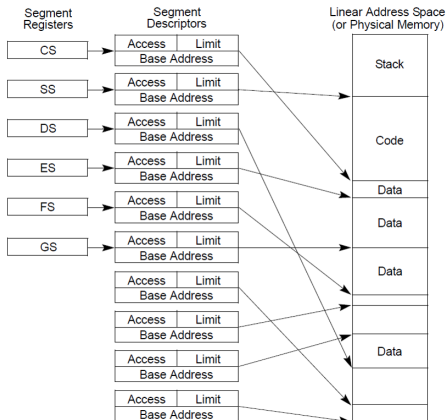 Segment
Registers
Segment
Descriptors
Linear Address Space
(or Physical Memory)
CS
SS
DS
ES
FS
GS
Access Limit
Base Address
Access Limit
Base Address
Access Limit
Base Address
Access Limit
Base Address
Access Limit
Base Address
Access Limit
Base Address
Access Limit
Base Address
Access Limit
Base Address
Access Limit
Base Address
Access Limit
Base Address
Stack
Code
Data
Data
Data
Data